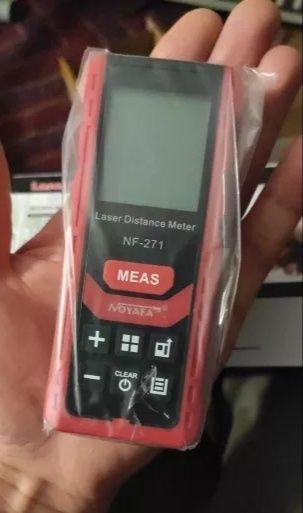 Laser Distance Meter
NF-271
MEAS
NOYAFA
+
− CLEAR